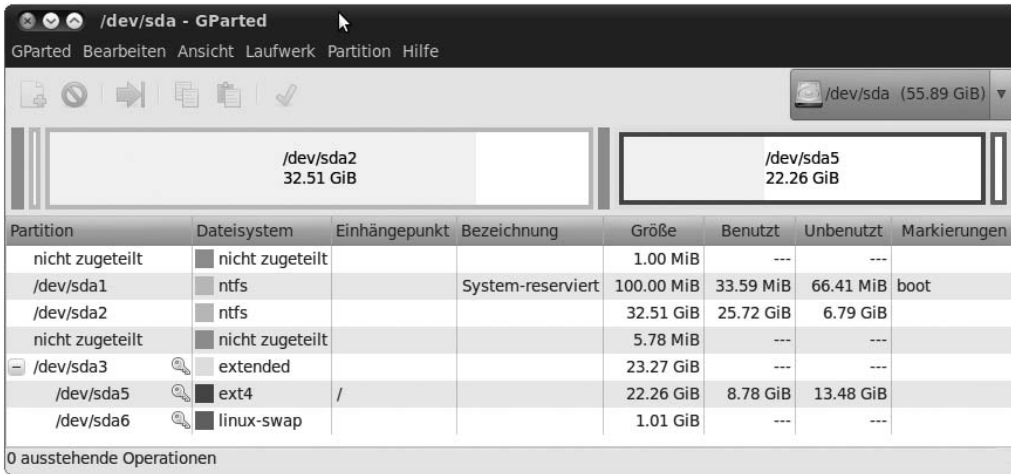 /dev/sda - GParted
GParted Bearbeiten Ansicht Laufwerk Partition Hilfe
/dev/sda (55.89 GiB)
/dev/sda2
32.51 GiB
/dev/sda5
22.26 GiB
Partition Dateisystem Einhängepunkt Bezeichnung Größe Benutzt Unbenutzt Markierungen
nicht zugeteilt nicht zugeteilt 1.00 MiB --- ---
/dev/sda1 ntfs System-reserviert 100.00 MiB 33.59 MiB 66.41 MiB boot
/dev/sda2 ntfs 32.51 GiB 25.72 GiB 6.79 GiB
nicht zugeteilt nicht zugeteilt 5.78 MiB --- ---
/dev/sda3 extended 23.27 GiB --- ---
/dev/sda5 ext4 / 22.26 GiB 8.78 GiB 13.48 GiB
/dev/sda6 linux-swap 1.01 GiB --- ---
0 ausstehende Operationen